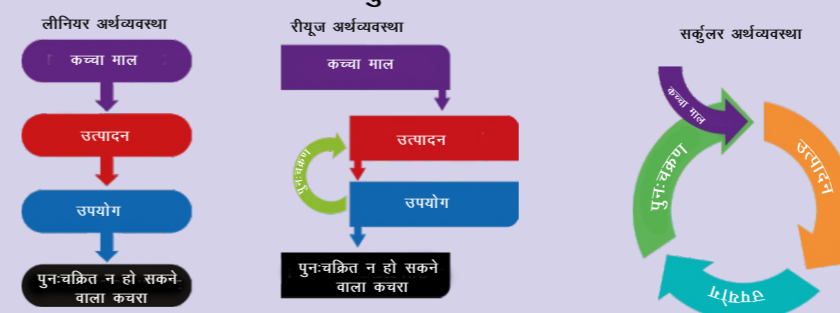 लीनियर अर्थव्यवस्था
कच्चा माल
उत्पादन
उपयोग
पुनःचक्रित न हो सकने
वाला कचरा
रीयूज अर्थव्यवस्था
कच्चा माल
उत्पादन
पुनःचक्रण
उपयोग
पुनःचक्रित न हो सकने
वाला कचरा
सर्कुलर अर्थव्यवस्था
कच्चा माल
उत्पादन
उपयोग
पुनःचक्रण